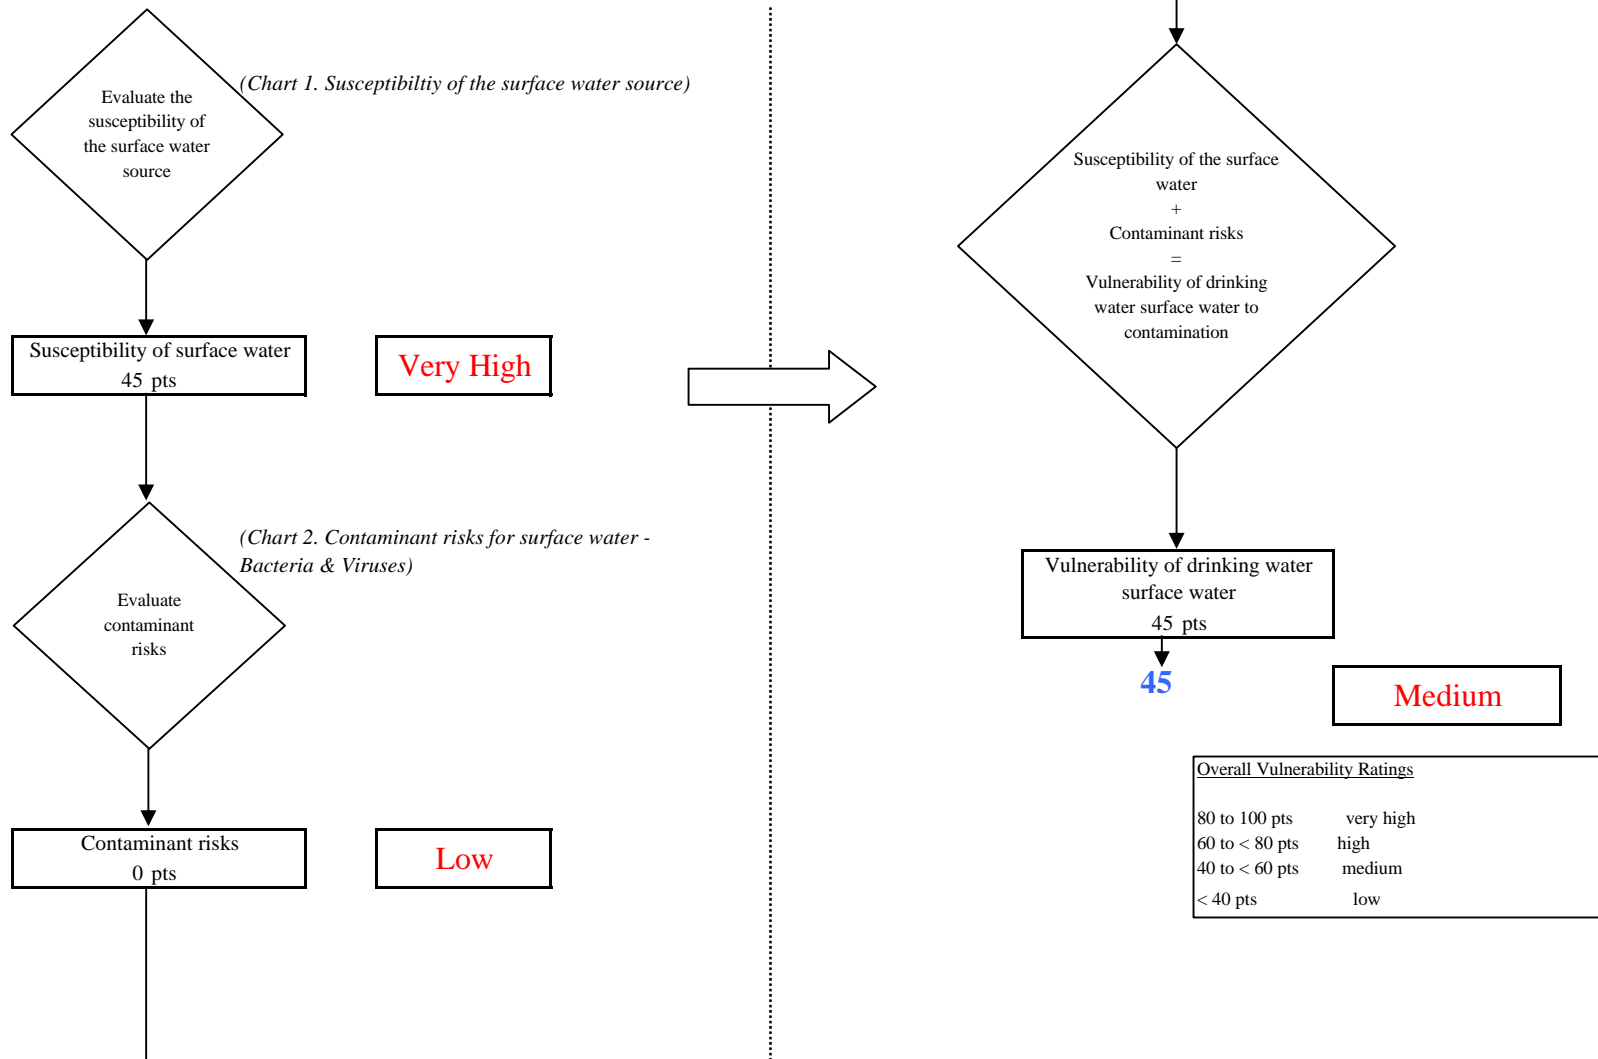 Evaluate the
susceptibility of
the surface water
source
(Chart 1. Susceptibiltiy of the surface water source)
Susceptibility of surface water
45 pts
Very High
(Chart 2. Contaminant risks for surface water -
Bacteria & Viruses)
Evaluate
contaminant
risks
Contaminant risks
0 pts
Low
Susceptibility of the surface
water
+
Contaminant risks
=
Vulnerability of drinking
water surface water to
contamination
Vulnerability of drinking water
surface water
45 pts
45
Medium
Overall Vulnerability Ratings
80 to 100 pts very high
60 to < 80 pts high
40 to < 60 pts medium
< 40 pts low